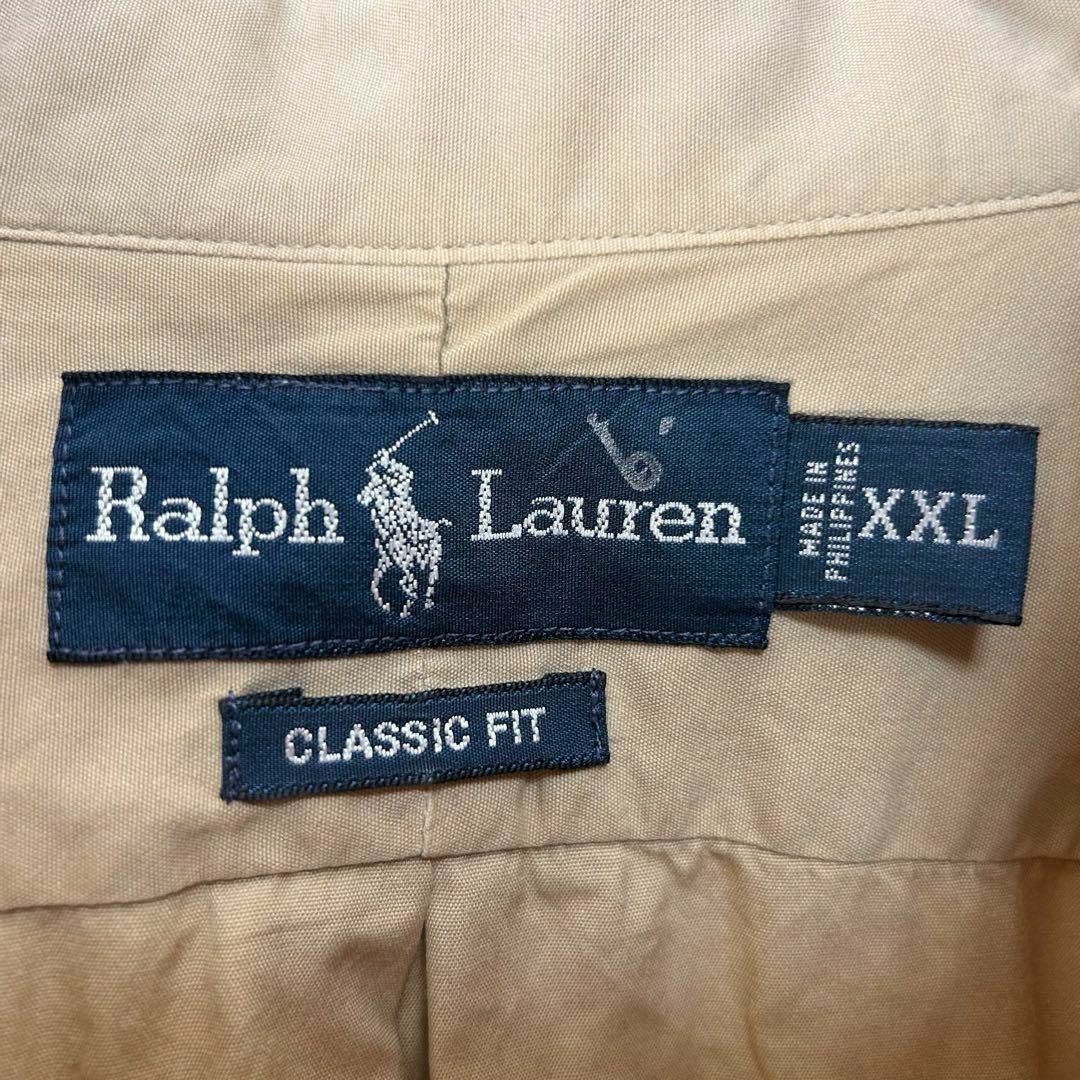 Ralph Lauren
MADE IN
PHILIPPINES
XXL
CLASSIC FIT